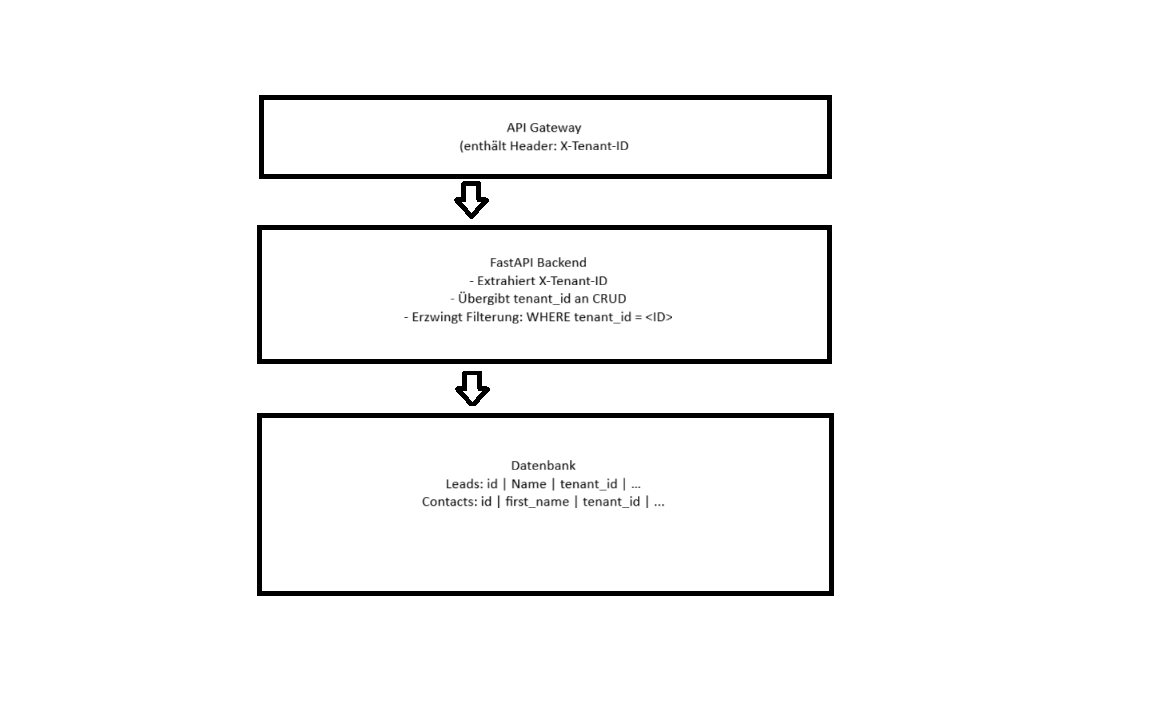 API Gateway
(enthält Header: X-Tenant-ID
FastAPI Backend
- Extrahiert X-Tenant-ID
- Übergibt tenant_id an CRUD
- Erzwingt Filterung: WHERE tenant_id = <ID>
Datenbank
Leads: id | Name | tenant_id | ...
Contacts: id | first_name | tenant_id | ...